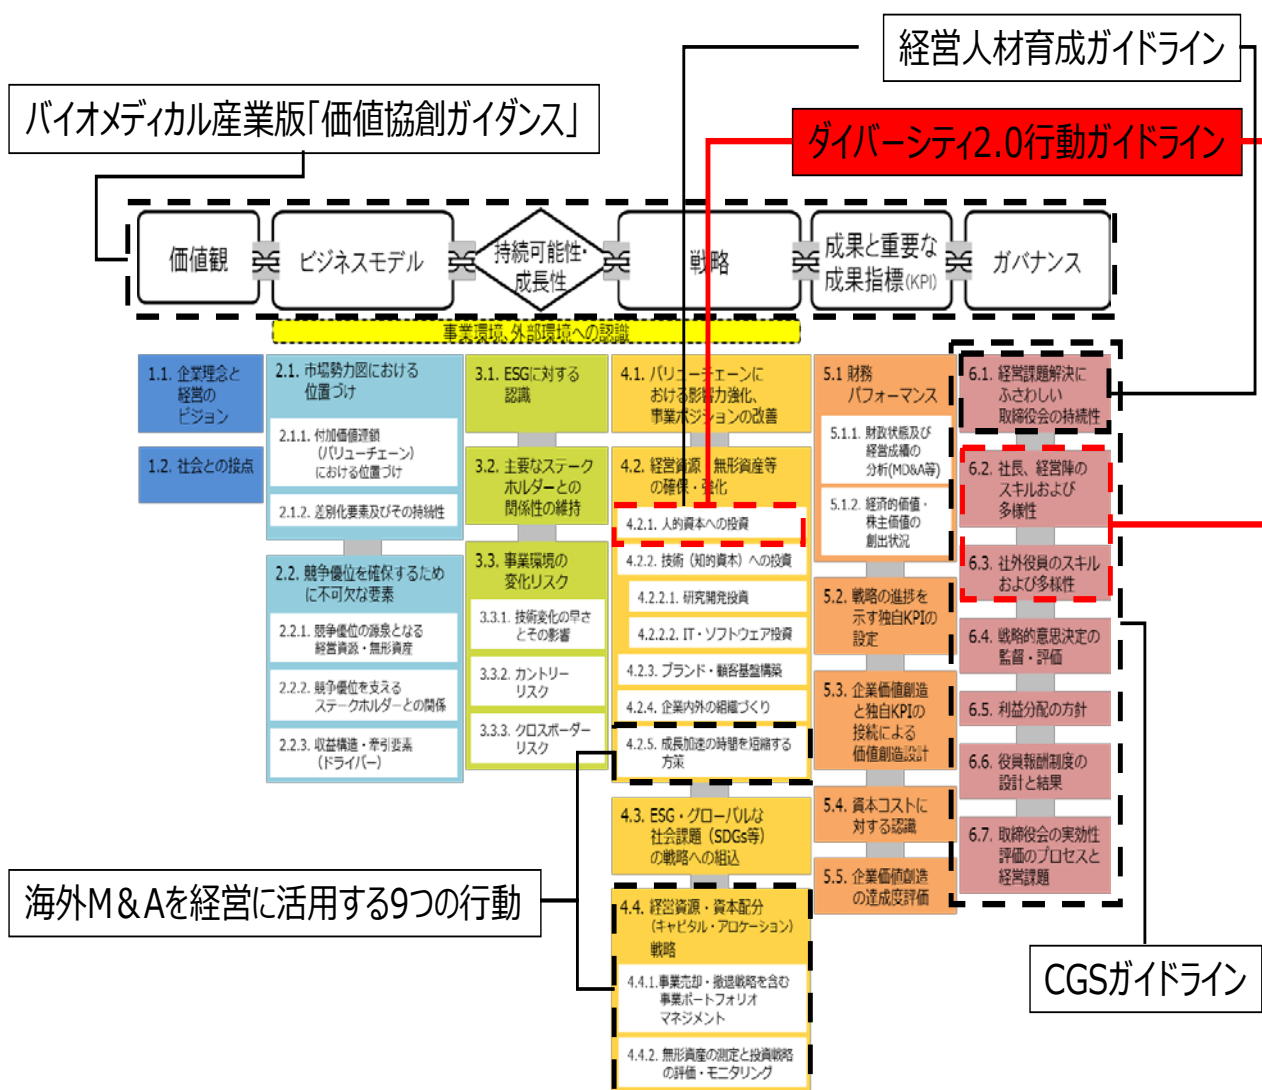 経営人材育成ガイドライン
バイオメディカル産業版「価値協創ガイダンス」
ダイバーシティ2.0行動ガイドライン
価値観
ビジネスモデル
持続可能性・
成長性
戦略
成果と重要な
成果指標(KPI)
ガバナンス
事業環境、外部環境への認識
1.1. 企業理念と
経営の
ビジョン
1.2. 社会との接点
2.1. 市場勢力図における
位置づけ
2.1.1. 付加価値連鎖
(バリューチェーン)
における位置づけ
2.1.2. 差別化要素及びその持続性
2.2. 競争優位を確保するため
に不可欠な要素
2.2.1. 競争優位の源泉となる
経営資源・無形資産
2.2.2. 競争優位を支える
ステークホルダーとの関係
2.2.3. 収益構造・牽引要素
(ドライバー)
3.1. ESGに対する
認識
3.2. 主要なステーク
ホルダーとの
関係性の維持
3.3. 事業環境の
変化リスク
3.3.1. 技術変化の早さ
とその影響
3.3.2. カントリー
リスク
3.3.3. クロスボーダー
リスク
4.1. バリューチェーンに
おける影響力強化、
事業ポジションの改善
4.2. 経営資源・無形資産等
の確保・強化
4.2.1. 人的資本への投資
4.2.2. 技術（知的資本）への投資
4.2.2.1. 研究開発投資
4.2.2.2. IT・ソフトウェア投資
4.2.3. ブランド・顧客基盤構築
4.2.4. 企業内外の組織づくり
4.2.5. 成長加速の時間を短縮する
方策
4.3. ESG・グローバルな
社会課題（SDGs等）
の戦略への組込
4.4. 経営資源・資本配分
(キャピタル・アロケーション)
戦略
4.4.1.事業売却・撤退戦略を含む
事業ポートフォリオ
マネジメント
4.4.2. 無形資産の測定と投資戦略
の評価・モニタリング
5.1 財務
パフォーマンス
5.1.1. 財政状態及び
経営成績の
分析(MD&A等)
5.1.2. 経済的価値・
株主価値の
創出状況
5.2. 戦略の進捗を
示す独自KPIの
設定
5.3. 企業価値創造
と独自KPIの
接続による
価値創造設計
5.4. 資本コストに
対する認識
5.5. 企業価値創造
の達成度評価
6.1. 経営課題解決に
ふさわしい
取締役会の持続性
6.2. 社長、経営陣の
スキルおよび
多様性
6.3. 社外役員のスキル
および多様性
6.4. 戦略的意思決定の
監督・評価
6.5. 利益分配の方針
6.6. 役員報酬制度の
設計と結果
6.7. 取締役会の実効性
評価のプロセスと
経営課題
海外M＆Aを経営に活用する9つの行動
CGSガイドライン